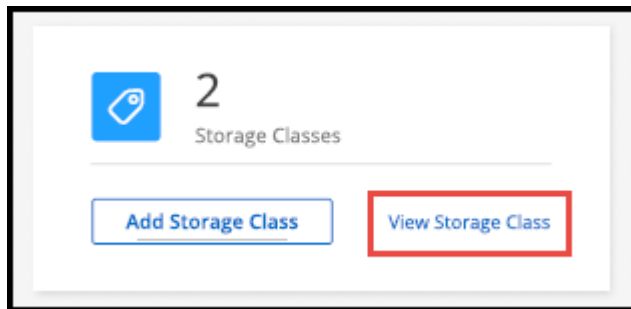 2
Storage Classes
Add Storage Class
View Storage Class